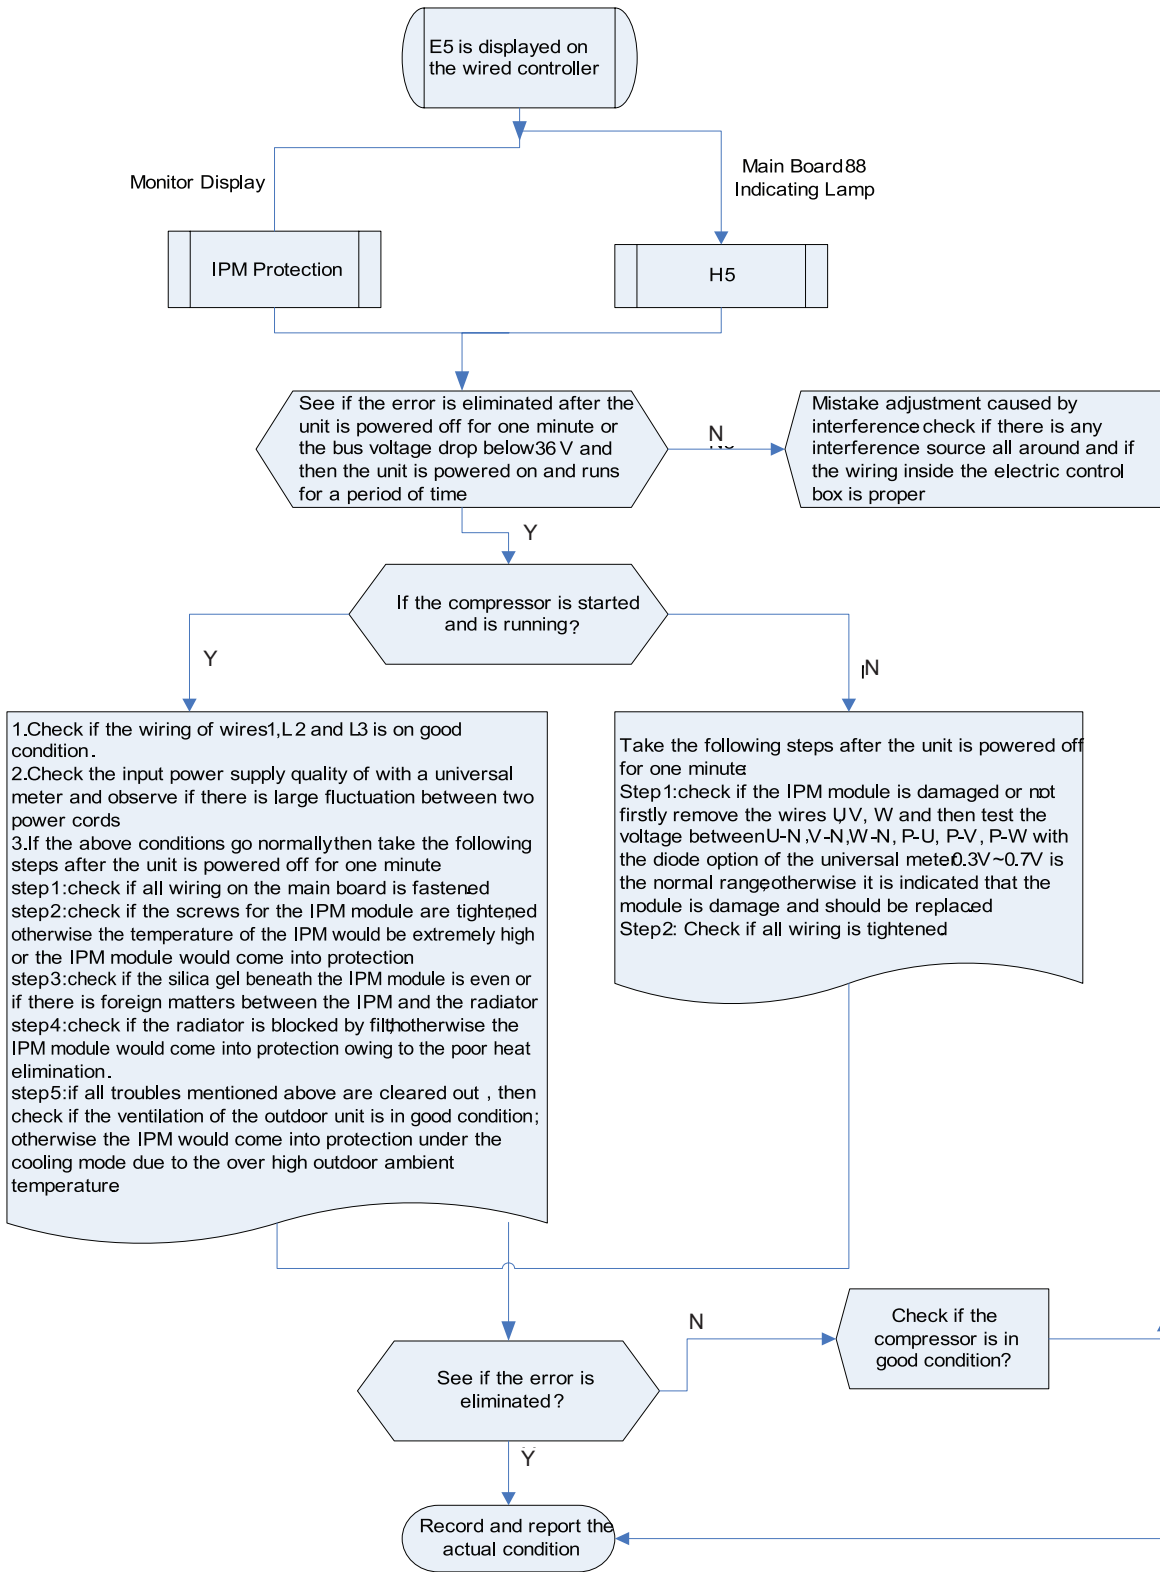 E5 is displayed on
the wired controller
Monitor Display
Main Board 88
Indicating Lamp
IPM Protection
H5
See if the error is eliminated after the
unit is powered off for one minute or
the bus voltage drop below 36 V and
then the unit is powered on and runs
for a period of time
N
Mistake adjustment caused by
interference check if there is any
interference source all around and if
the wiring inside the electric control
box is proper
Y
If the compressor is started
and is running?
Y
N
1.Check if the wiring of wires1,L2 and L3 is on good
condition.
2.Check the input power supply quality of with a universal
meter and observe if there is large fluctuation between two
power cords
3.If the above conditions go normally then take the following
steps after the unit is powered off for one minute
step1:check if all wiring on the main board is fastened
step2:check if the screws for the IPM module are tightened,
otherwise the temperature of the IPM would be extremely high
or the IPM module would come into protection
step3:check if the silica gel beneath the IPM module is even or
if there is foreign matters between the IPM and the radiator
step4:check if the radiator is blocked by filth,otherwise the
IPM module would come into protection owing to the poor heat
elimination.
step5:if all troubles mentioned above are cleared out , then
check if the ventilation of the outdoor unit is in good condition;
otherwise the IPM would come into protection under the
cooling mode due to the over high outdoor ambient
temperature
Take the following steps after the unit is powered off
for one minute:
Step1:check if the IPM module is damaged or not
firstly remove the wires U,V, W and then test the
voltage between U-N,V-N,W-N, P-U, P-V, P-W with
the diode option of the universal meter.0.3V~0.7V is
the normal range,otherwise it is indicated that the
module is damage and should be replaced
Step2: Check if all wiring is tightened
See if the error is
eliminated?
N
Check if the
compressor is in
good condition?
Y
Record and report the
actual condition